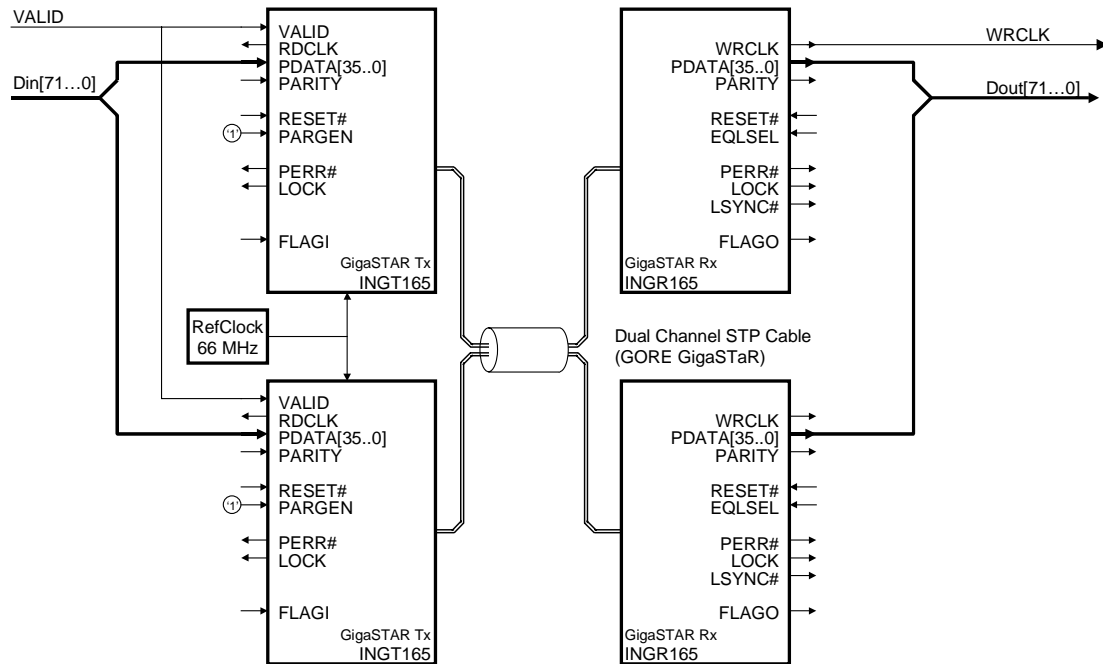 VALID
Din[71...0]
'1'
VALID
RDCLK
PDATA[35..0]
PARITY
RESET#
PARGEN
PERR#
LOCK
FLAGI
GigaSTAR Tx
INGT165
WRCLK
PDATA[35..0]
PARITY
RESET#
EQLSEL
PERR#
LOCK
LSYNC#
FLAGO
GigaSTAR Rx
INGR165
WRCLK
Dout[71...0]
RefClock
66 MHz
Dual Channel STP Cable
(GORE GigaSTaR)
'1'
VALID
RDCLK
PDATA[35..0]
PARITY
RESET#
PARGEN
PERR#
LOCK
FLAGI
GigaSTAR Tx
INGT165
WRCLK
PDATA[35..0]
PARITY
RESET#
EQLSEL
PERR#
LOCK
LSYNC#
FLAGO
GigaSTAR Rx
INGR165